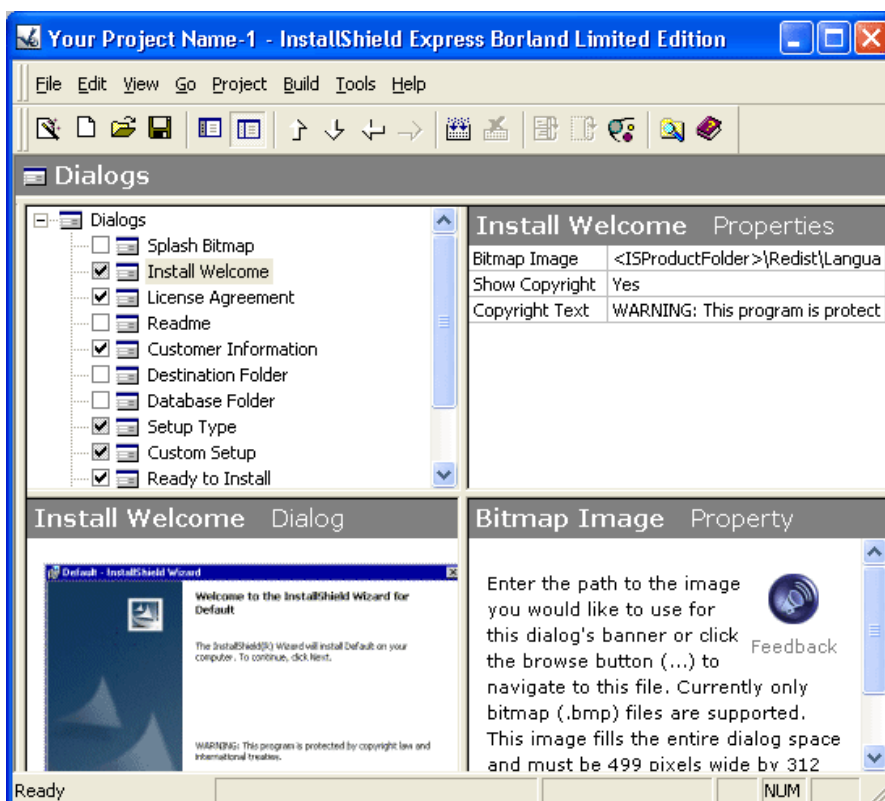 Your Project Name-1 - InstallShield Express Borland Limited Edition
File Edit View Go Project Build Tools Help
Dialogs
Dialogs
Splash Bitmap
Install Welcome
License Agreement
Readme
Customer Information
Destination Folder
Database Folder
Setup Type
Custom Setup
Ready to Install
Install Welcome Properties
Bitmap Image <ISProductFolder>\Redist\Langua
Show Copyright Yes
Copyright Text WARNING: This program is protect
Install Welcome Dialog
Default - InstallShield Wizard
Welcome to the InstallShield Wizard for
Default
The InstallShield(R) Wizard will install Default on your
computer. To continue, click Next.
WARNING: This program is protected by copyright law and
international treaties.
Bitmap Image Property
Enter the path to the image
you would like to use for
this dialog's banner or click
the browse button (...) to
navigate to this file. Currently only
bitmap (.bmp) files are supported.
This image fills the entire dialog space
and must be 499 pixels wide by 312
Feedback
Ready
NUM